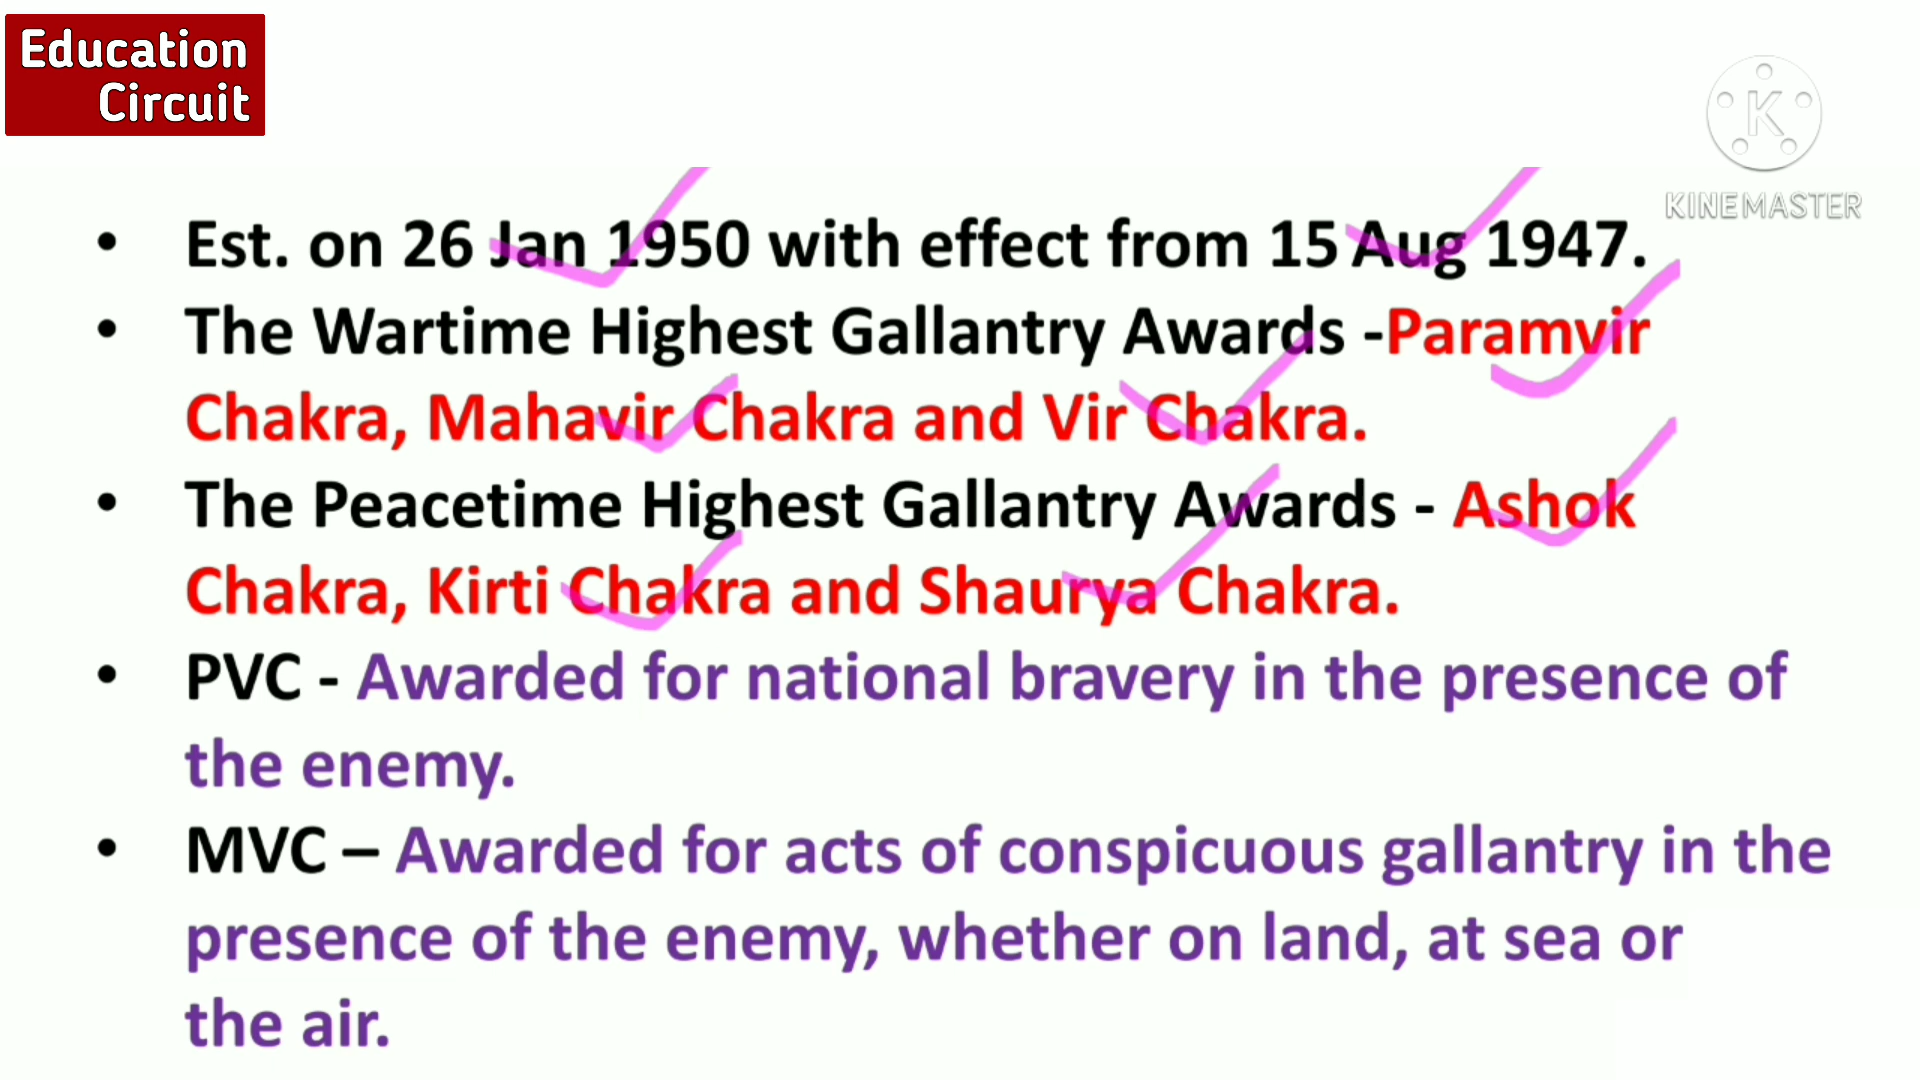 Education
Circuit
K
KINEMASTER
• Est. on 26 Jan 1950 with effect from 15 Aug 1947.
• The Wartime Highest Gallantry Awards -Paramvir
Chakra, Mahavir Chakra and Vir Chakra.
• The Peacetime Highest Gallantry Awards - Ashok
Chakra, Kirti Chakra and Shaurya Chakra.
• PVC - Awarded for national bravery in the presence of
the enemy.
• MVC – Awarded for acts of conspicuous gallantry in the
presence of the enemy, whether on land, at sea or
the air.